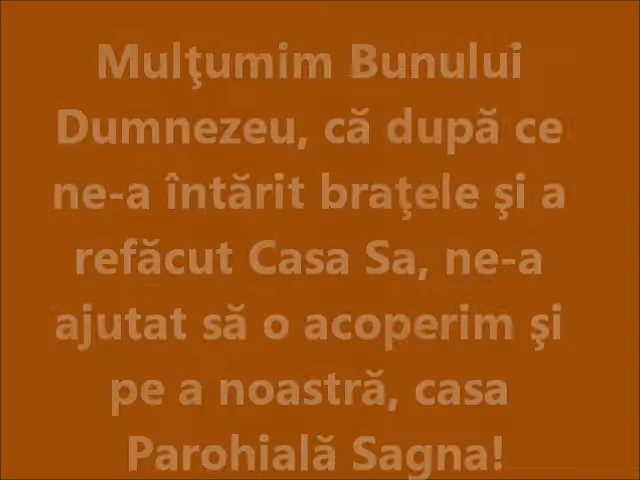 Mulţumim Bunului
Dumnezeu, că după ce
ne-a întărit braţele şi a
refăcut Casa Sa, ne-a
ajutat să o acoperim şi
pe a noastră, casa
Parohială Sagna!